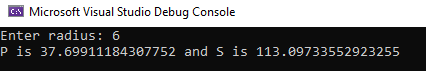 Microsoft Visual Studio Debug Console
Enter radius: 6
P is 37.69911184307752 and S is 113.09733552923255